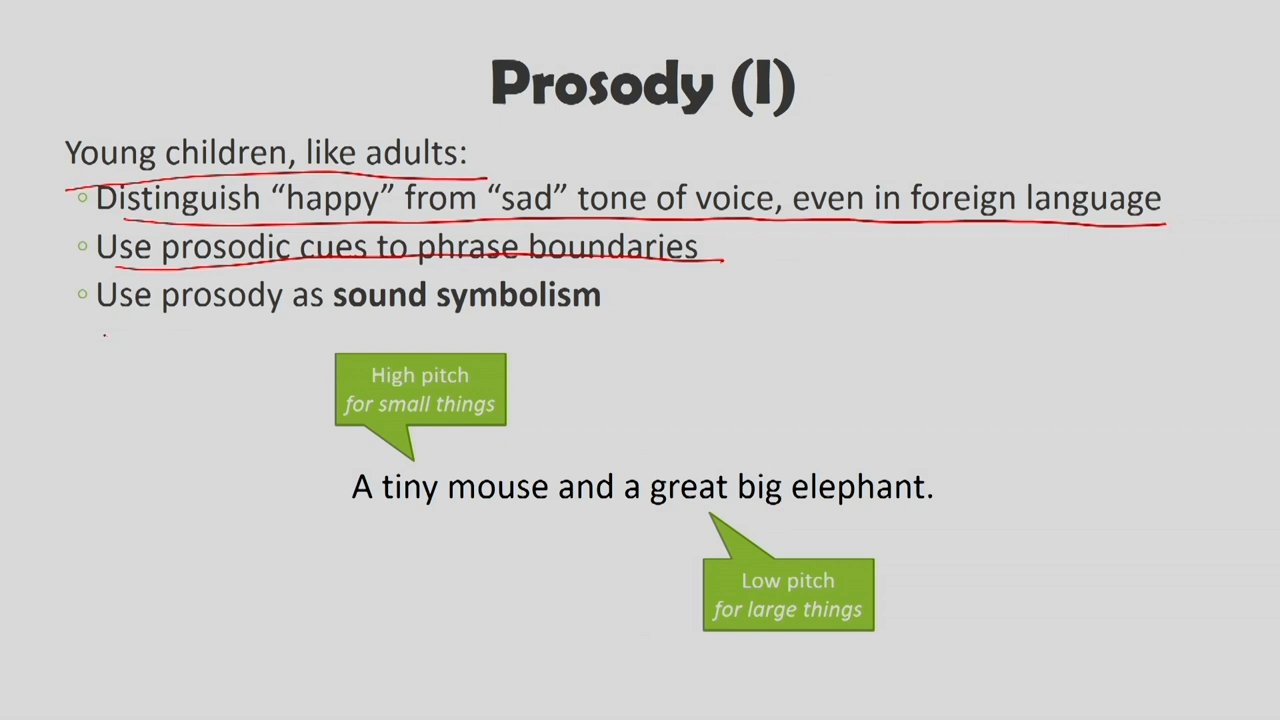 Prosody (I)
Young children, like adults:
◦ Distinguish “happy” from “sad” tone of voice, even in foreign language
◦ Use prosodic cues to phrase boundaries
◦ Use prosody as sound symbolism
High pitch
for small things
A tiny mouse and a great big elephant.
Low pitch
for large things